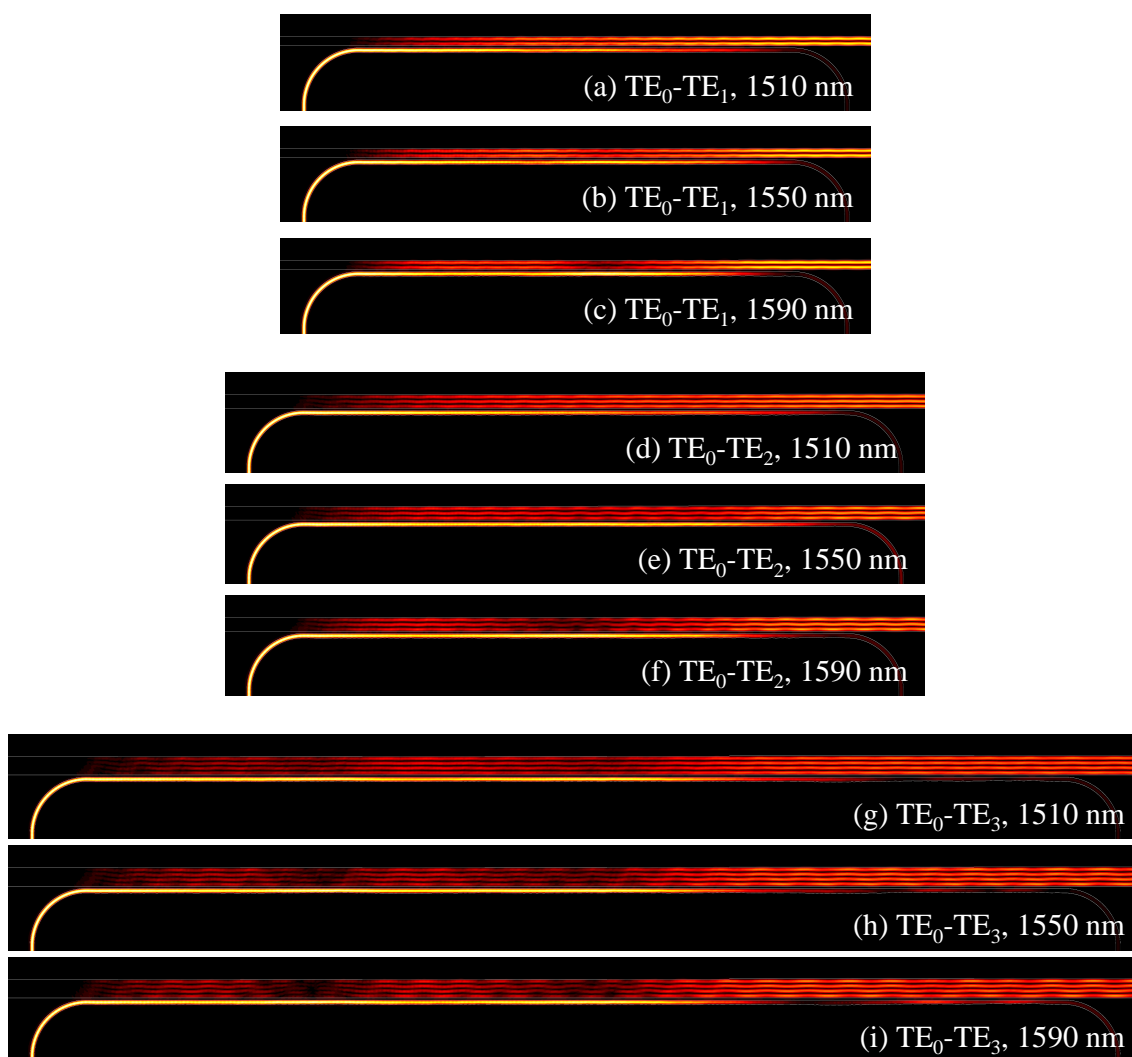 (a) TE₀-TE₁, 1510 nm
(b) TE₀-TE₁, 1550 nm
(c) TE₀-TE₁, 1590 nm
(d) TE₀-TE₂, 1510 nm
(e) TE₀-TE₂, 1550 nm
(f) TE₀-TE₂, 1590 nm
(g) TE₀-TE₃, 1510 nm
(h) TE₀-TE₃, 1550 nm
(i) TE₀-TE₃, 1590 nm